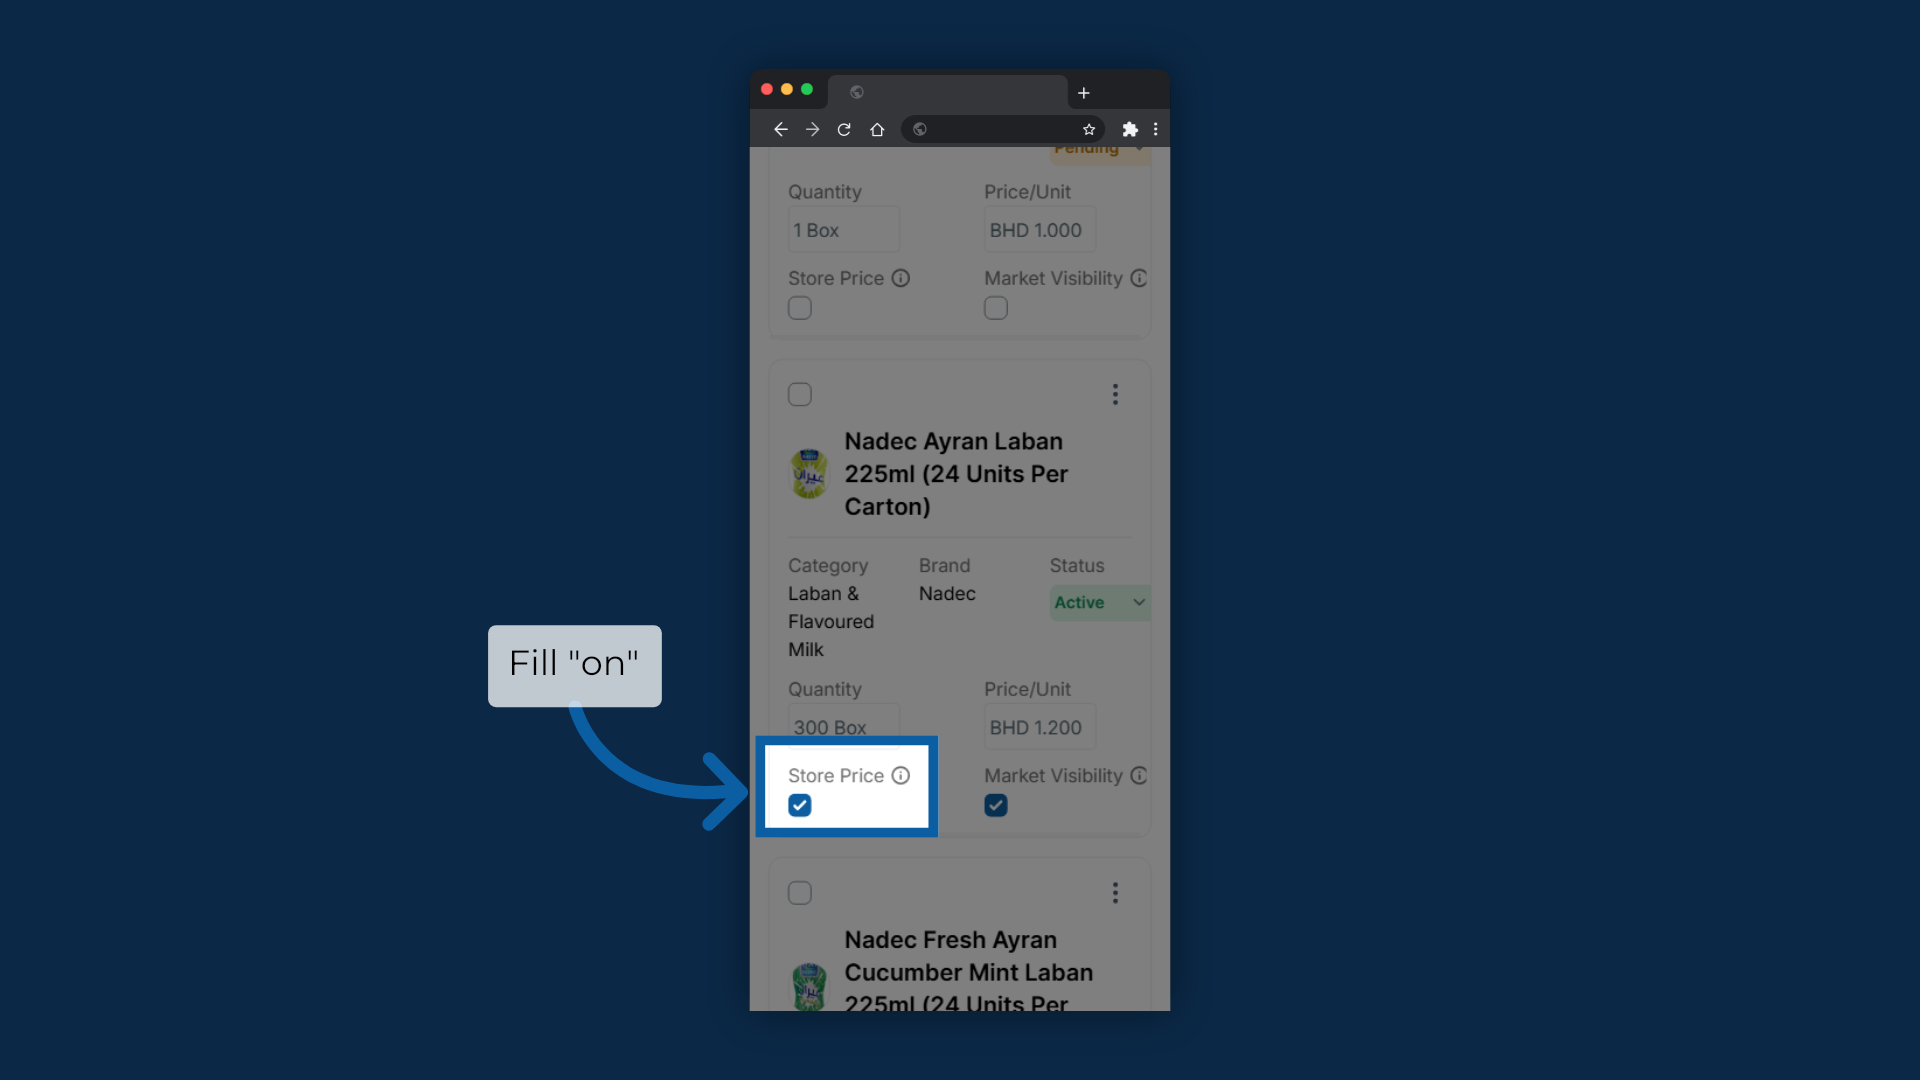 Pending
Quantity
Price/Unit
1 Box
BHD 1.000
Store Price
Market Visibility
Nadec Ayran Laban
225ml (24 Units Per
Carton)
Category
Brand
Status
Laban &
Flavoured
Milk
Nadec
Active
Fill "on"
Quantity
Price/Unit
300 Box
BHD 1.200
Store Price
Market Visibility
Nadec Fresh Ayran
Cucumber Mint Laban
225ml (24 Units Per